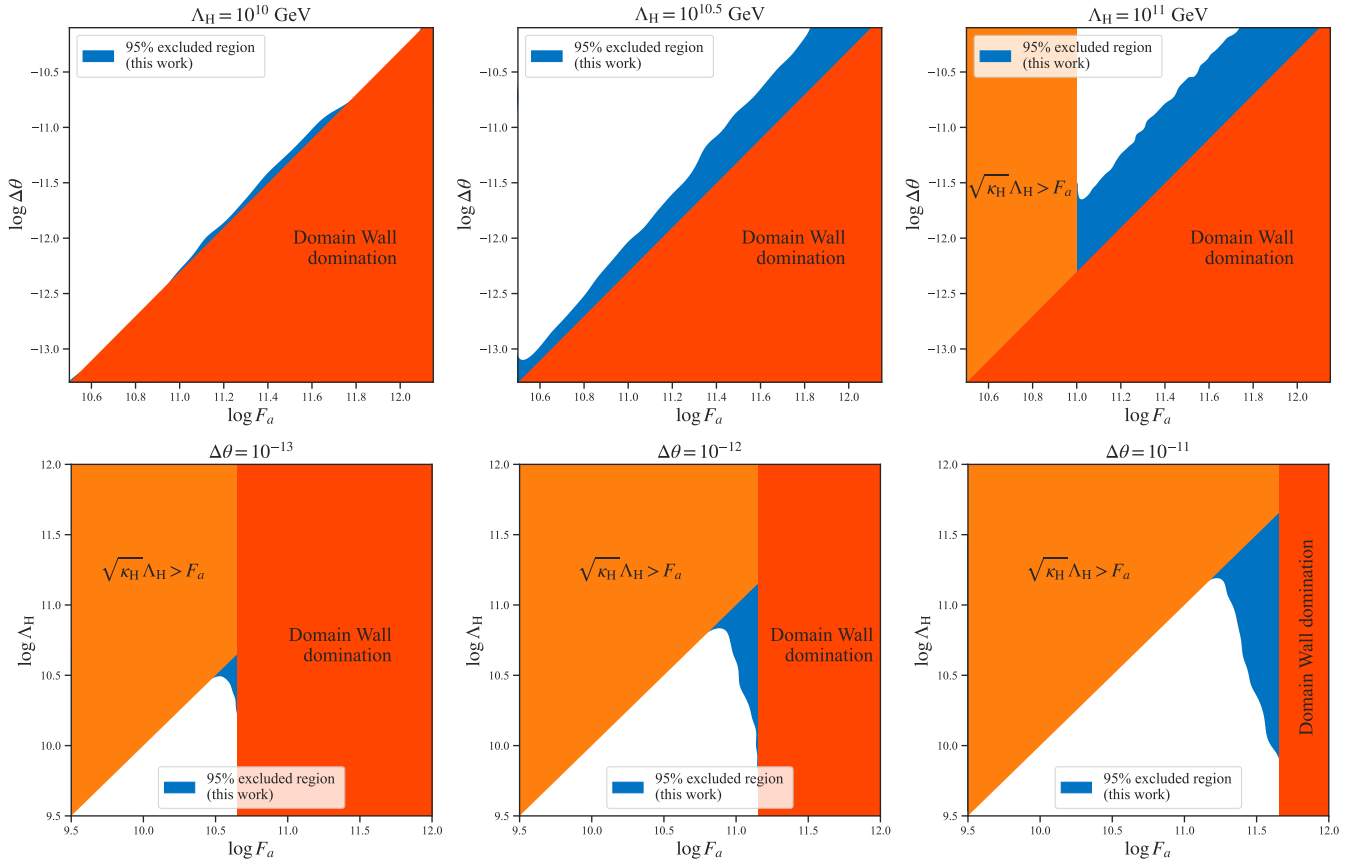 Λ_H = 10^10 GeV
95% excluded region
(this work)
Domain Wall
domination
log Δθ
−10.5
−11.0
−11.5
−12.0
−12.5
−13.0
10.6 10.8 11.0 11.2 11.4 11.6 11.8 12.0
log F_a
Λ_H = 10^10.5 GeV
95% excluded region
(this work)
Domain Wall
domination
log Δθ
−10.5
−11.0
−11.5
−12.0
−12.5
−13.0
10.6 10.8 11.0 11.2 11.4 11.6 11.8 12.0
log F_a
Λ_H = 10^11 GeV
95% excluded region
(this work)
√κ_H Λ_H > F_a
Domain Wall
domination
log Δθ
−10.5
−11.0
−11.5
−12.0
−12.5
−13.0
10.6 10.8 11.0 11.2 11.4 11.6 11.8 12.0
log F_a
Δθ = 10^−13
√κ_H Λ_H > F_a
Domain Wall
domination
95% excluded region
(this work)
log Λ_H
12.0
11.5
11.0
10.5
10.0
9.5
9.5 10.0 10.5 11.0 11.5 12.0
log F_a
Δθ = 10^−12
√κ_H Λ_H > F_a
Domain Wall
domination
95% excluded region
(this work)
log Λ_H
12.0
11.5
11.0
10.5
10.0
9.5
9.5 10.0 10.5 11.0 11.5 12.0
log F_a
Δθ = 10^−11
√κ_H Λ_H > F_a
Domain Wall domination
95% excluded region
(this work)
log Λ_H
12.0
11.5
11.0
10.5
10.0
9.5
9.5 10.0 10.5 11.0 11.5 12.0
log F_a